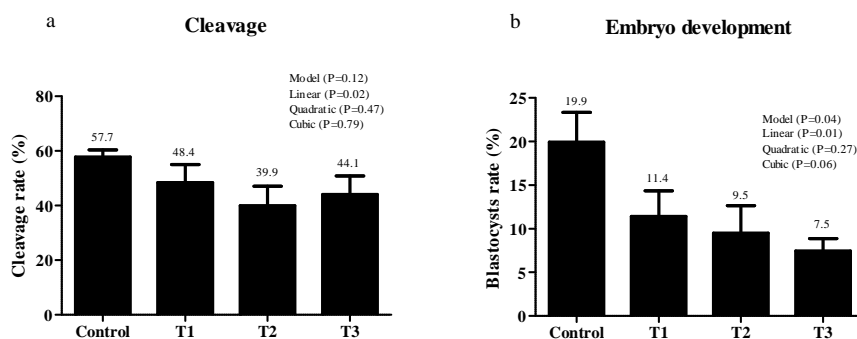 a
Cleavage
Model (P=0.12)
Linear (P=0.02)
Quadratic (P=0.47)
Cubic (P=0.79)
Cleavage rate (%)
80
60
40
20
0
57.7
48.4
39.9
44.1
Control T1 T2 T3
b
Embryo development
Model (P=0.04)
Linear (P=0.01)
Quadratic (P=0.27)
Cubic (P=0.06)
Blastocysts rate (%)
25
20
15
10
5
0
19.9
11.4
9.5
7.5
Control T1 T2 T3